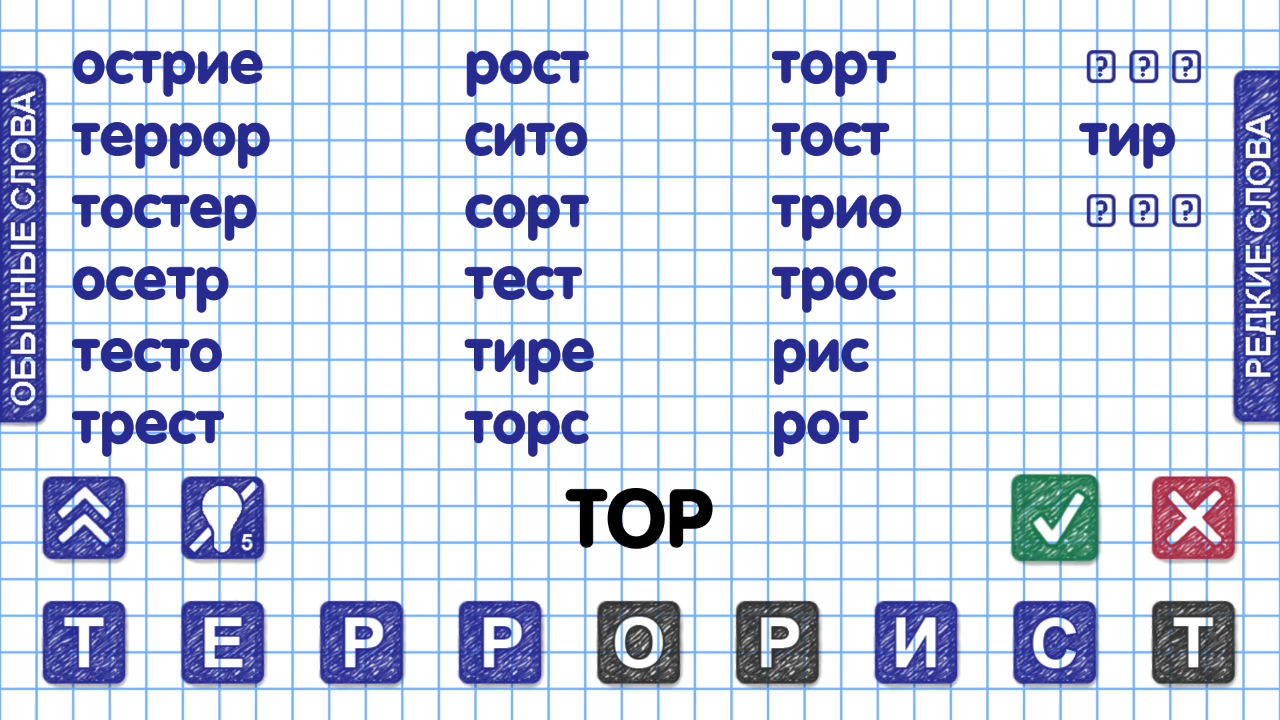 острие рост торт ? ? ?
террор сито тост тир
тостер сорт трио ? ? ?
осетр тест трос
тесто тире рис
трест торс рот
ОБЫЧНЫЕ СЛОВА
РЕДКИЕ СЛОВА
5
ТОР
Т Е Р Р О Р И С Т